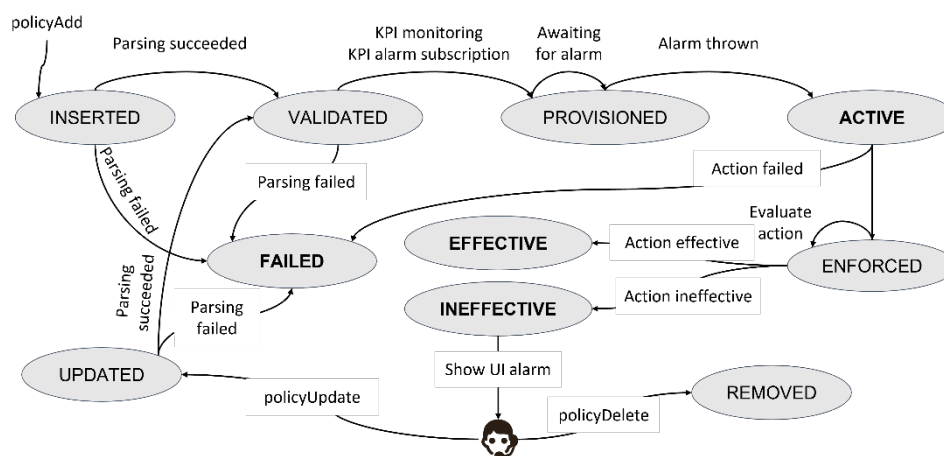 policyAdd
Parsing succeeded
KPI monitoring
KPI alarm subscription
Awaiting
for alarm
Alarm thrown
INSERTED
VALIDATED
PROVISIONED
ACTIVE
Parsing failed
Parsing failed
Action failed
Evaluate
action
FAILED
EFFECTIVE
Action effective
ENFORCED
Parsing
succeeded
Parsing
failed
INEFFECTIVE
Action ineffective
UPDATED
Show UI alarm
REMOVED
policyUpdate
policyDelete